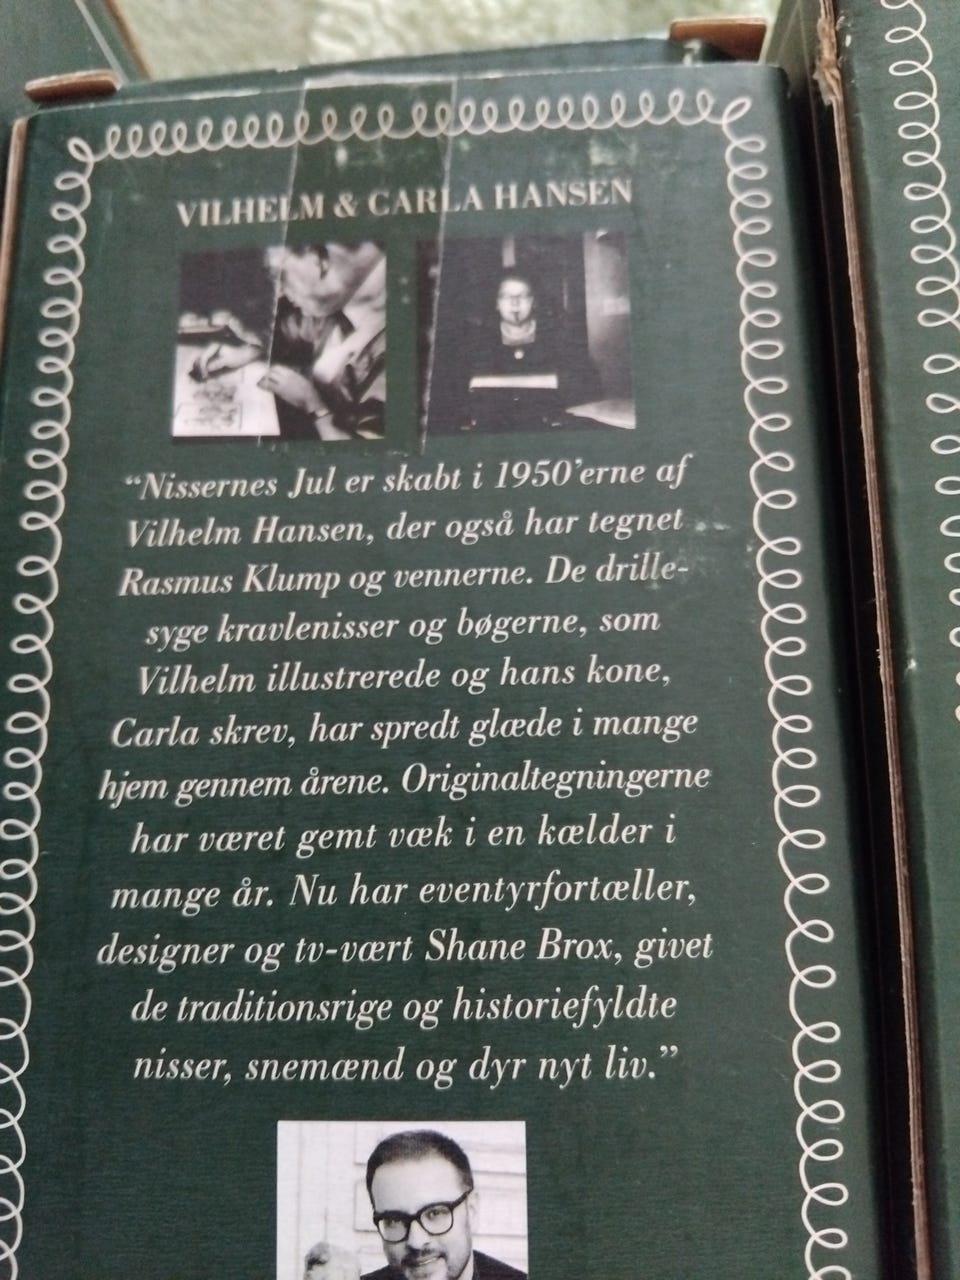 VILHELM & CARLA HANSEN
“Nissernes Jul er skabt i 1950’erne af
Vilhelm Hansen, der også har tegnet
Rasmus Klump og vennerne. De drille-
syge kravlenisser og bøgerne, som
Vilhelm illustrerede og hans kone,
Carla skrev, har spredt glæde i mange
hjem gennem årene. Originaltegningerne
har været gemt væk i en kælder i
mange år. Nu har eventyrfortæller,
designer og tv-vært Shane Brox, givet
de traditionsrige og historiefyldte
nisser, snemænd og dyr nyt liv.”